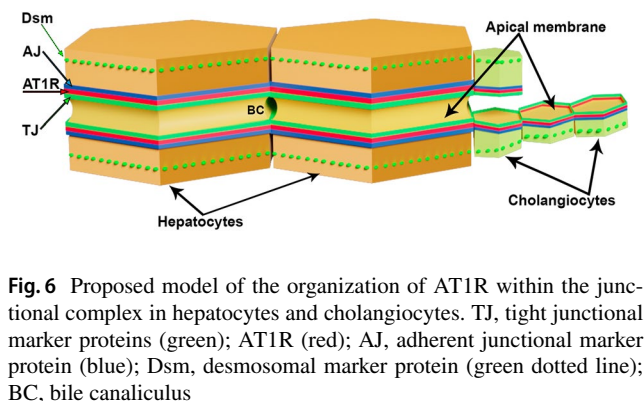 Dsm
AJ
AT1R
TJ
BC
Apical membrane
Hepatocytes
Cholangiocytes
Fig. 6 Proposed model of the organization of AT1R within the junc-
tional complex in hepatocytes and cholangiocytes. TJ, tight junctional
marker proteins (green); AT1R (red); AJ, adherent junctional marker
protein (blue); Dsm, desmosomal marker protein (green dotted line);
BC, bile canaliculus